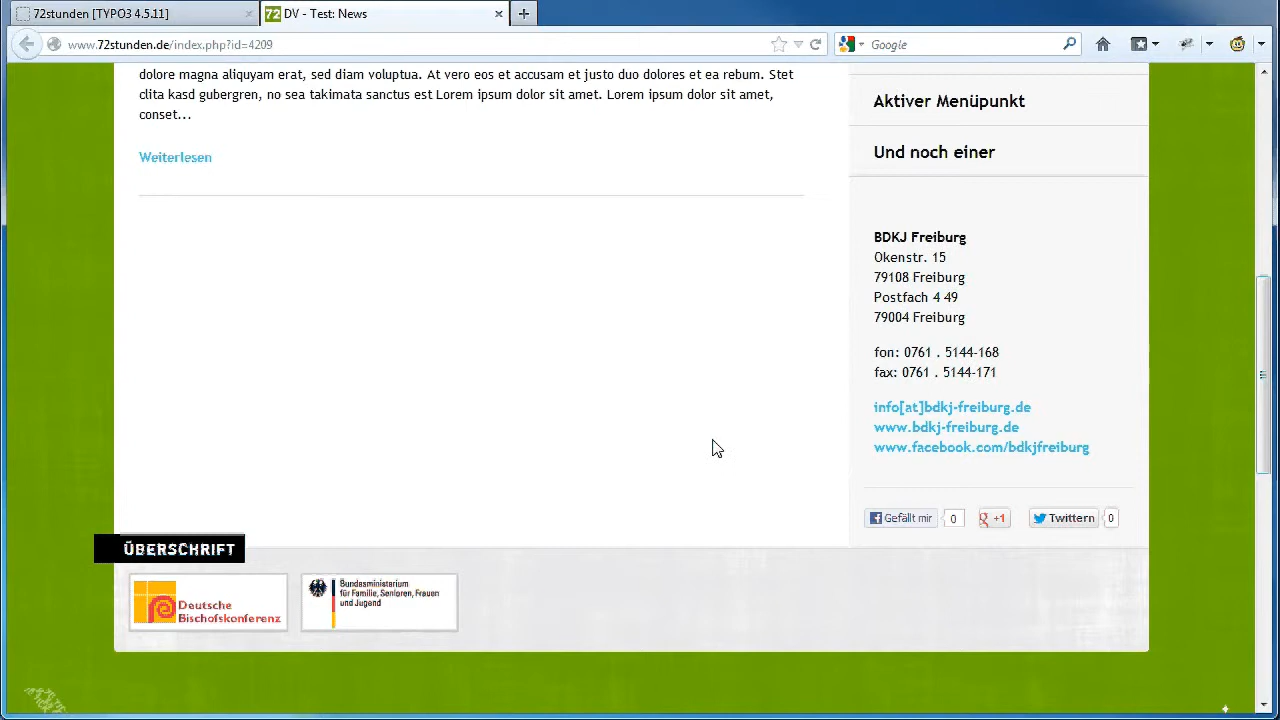 72stunden [TYPO3 4.5.11]
72 DV - Test: News
www.72stunden.de/index.php?id=4209
Google
dolore magna aliquyam erat, sed diam voluptua. At vero eos et accusam et justo duo dolores et ea rebum. Stet
clita kasd gubergren, no sea takimata sanctus est Lorem ipsum dolor sit amet. Lorem ipsum dolor sit amet,
conset...
Weiterlesen
Aktiver Menüpunkt
Und noch einer
BDKJ Freiburg
Okenstr. 15
79108 Freiburg
Postfach 4 49
79004 Freiburg
fon: 0761 . 5144-168
fax: 0761 . 5144-171
info[at]bdkj-freiburg.de
www.bdkj-freiburg.de
www.facebook.com/bdkjfreiburg
Gefällt mir 0 +1 Twittern 0
ÜBERSCHRIFT
Deutsche
Bischofskonferenz
Bundesministerium
für Familie, Senioren, Frauen
und Jugend